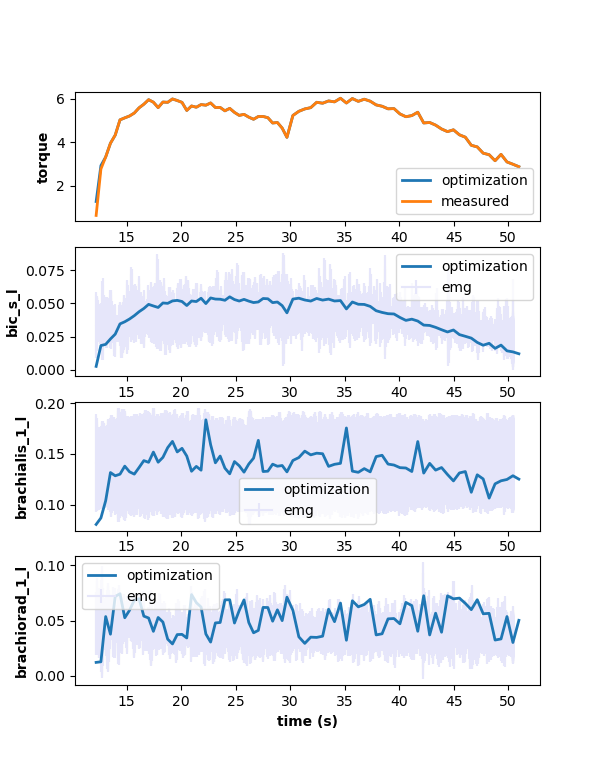 6
4
2
torque
optimization
measured
15 20 25 30 35 40 45 50
0.075
0.050
0.025
0.000
bic_s_l
optimization
emg
15 20 25 30 35 40 45 50
0.20
0.15
0.10
brachialis_1_l
optimization
emg
15 20 25 30 35 40 45 50
0.10
0.05
0.00
brachiorad_1_l
optimization
emg
15 20 25 30 35 40 45 50
time (s)